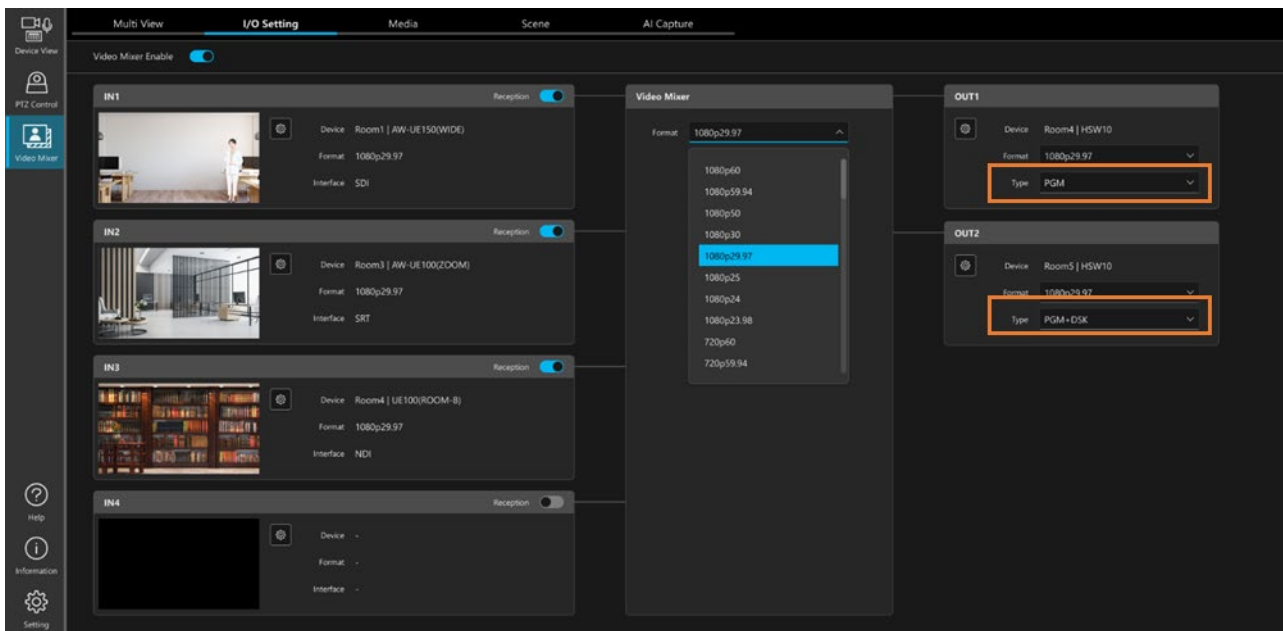 Multi View I/O Setting Media Scene AI Capture
Device View
Video Mixer Enable
PTZ Control
Video Mixer
IN1 Reception
Device Room1 | AW-UE150(WIDE)
Format 1080p29.97
Interface SDI
IN2 Reception
Device Room3 | AW-UE100(ZOOM)
Format 1080p29.97
Interface SRT
IN3 Reception
Device Room4 | UE100(ROOM-B)
Format 1080p29.97
Interface NDI
IN4 Reception
Device -
Format -
Interface -
Video Mixer
Format 1080p29.97
1080p60
1080p59.94
1080p50
1080p30
1080p29.97
1080p25
1080p24
1080p23.98
720p60
720p59.94
OUT1
Device Room4 | HSW10
Format 1080p29.97
Type PGM
OUT2
Device Room5 | HSW10
Format 1080p29.97
Type PGM+DSK
Help
Information
Setting